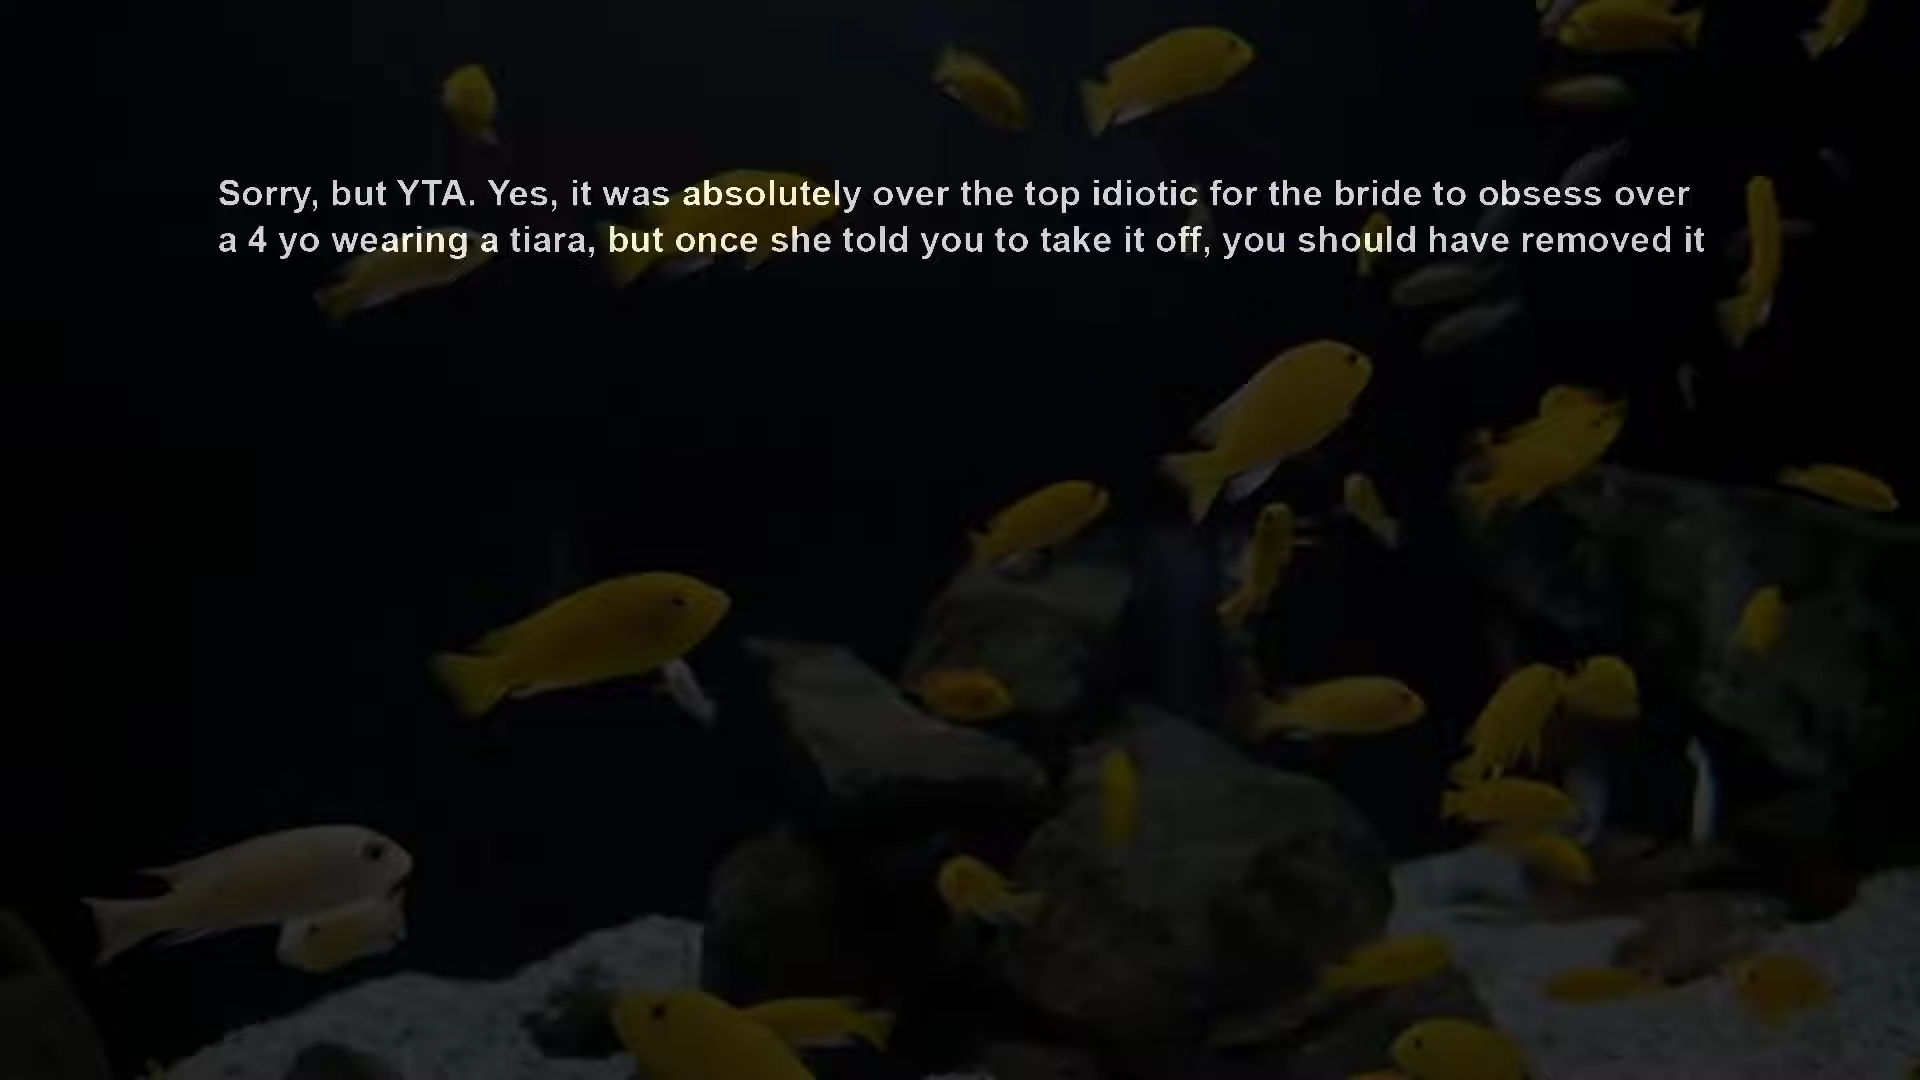 Sorry, but YTA. Yes, it was absolutely over the top idiotic for the bride to obsess over
a 4 yo wearing a tiara, but once she told you to take it off, you should have removed it